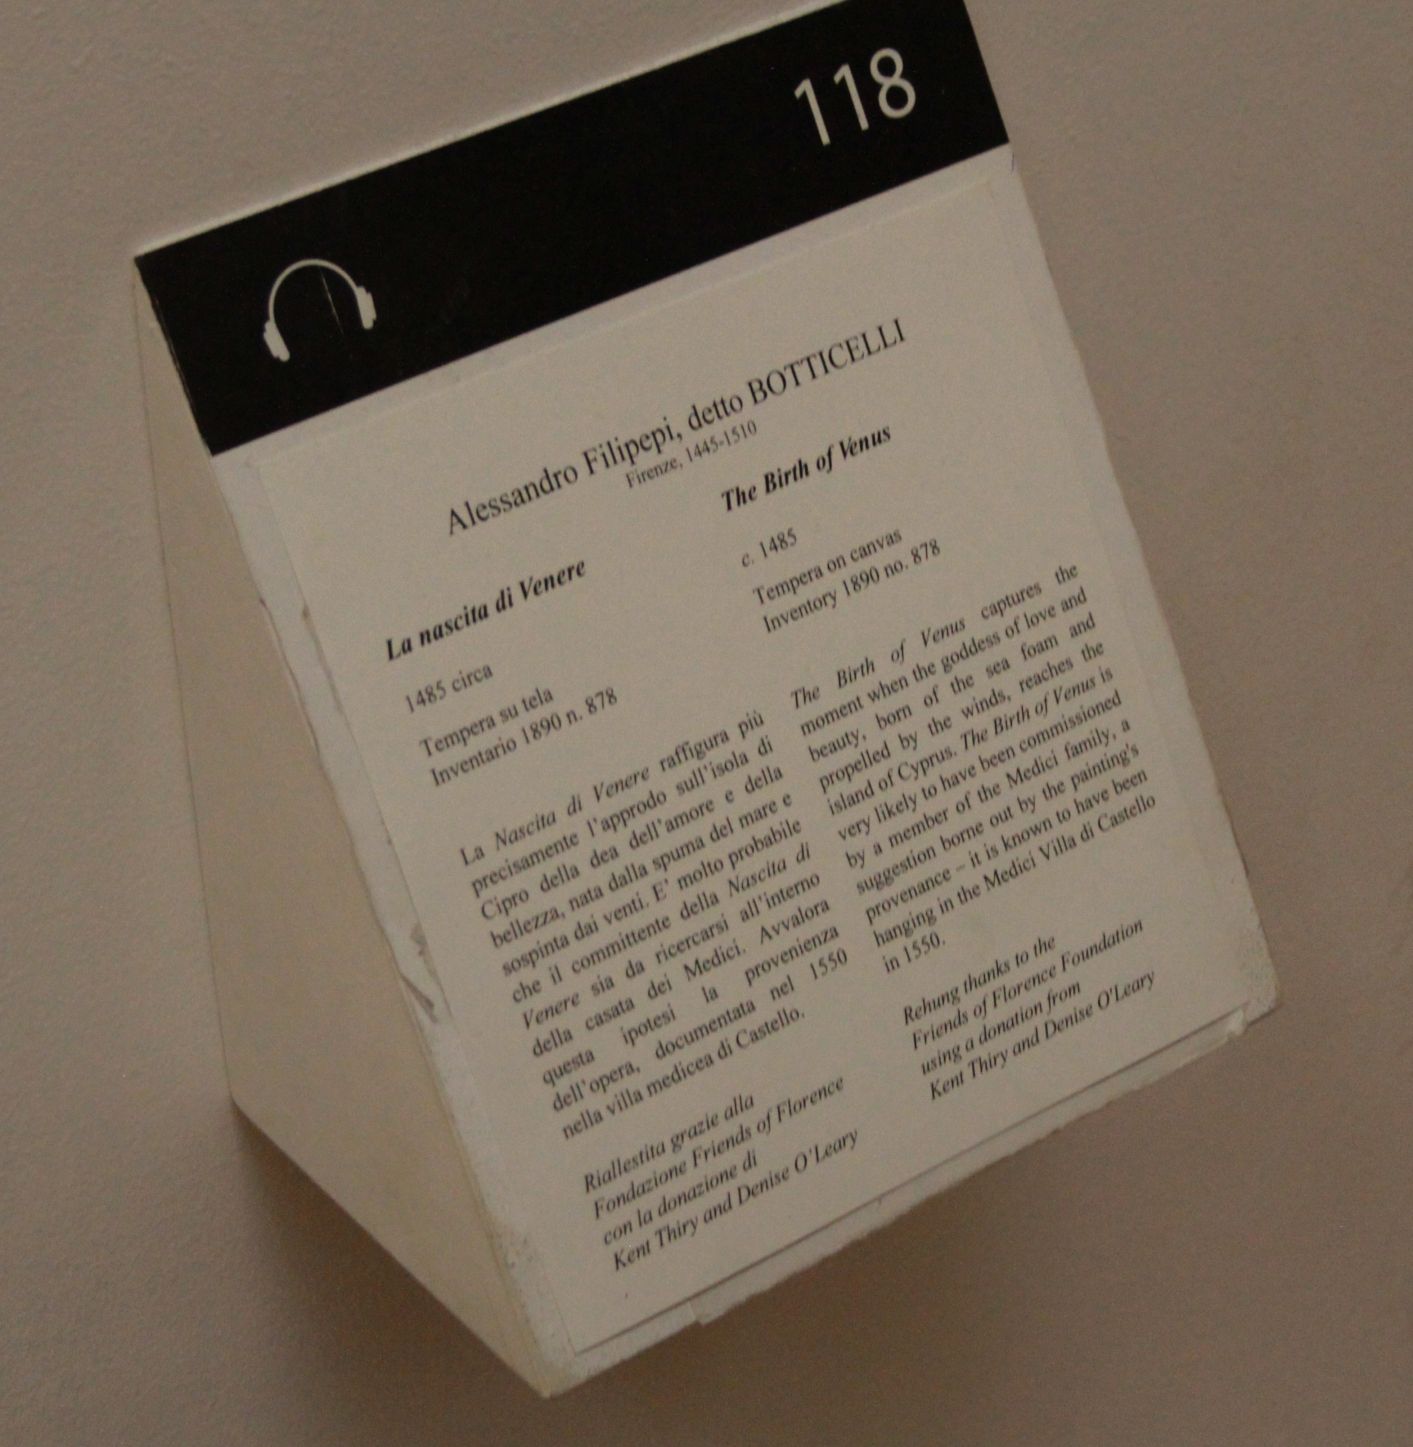 118
Alessandro Filipepi, detto BOTTICELLI
Firenze, 1445-1510
La nascita di Venere
1485 circa
Tempera su tela
Inventario 1890 n. 878
La Nascita di Venere raffigura più
precisamente l'approdo sull'isola di
Cipro della dea dell'amore e della
bellezza, nata dalla spuma del mare e
sospinta dai venti. E' molto probabile
che il committente della Nascita di
Venere sia da ricercarsi all'interno
della casata dei Medici. Avvalora
questa ipotesi la provenienza
dell'opera, documentata nel 1550
nella villa medicea di Castello.
Riallestita grazie alla
Fondazione Friends of Florence
con la donazione di
Kent Thiry and Denise O'Leary
The Birth of Venus
c. 1485
Tempera on canvas
Inventory 1890 no. 878
The Birth of Venus captures the
moment when the goddess of love and
beauty, born of the sea foam and
propelled by the winds, reaches the
island of Cyprus. The Birth of Venus is
very likely to have been commissioned
by a member of the Medici family, a
suggestion borne out by the painting's
provenance – it is known to have been
hanging in the Medici Villa di Castello
in 1550.
Rehung thanks to the
Friends of Florence Foundation
using a donation from
Kent Thiry and Denise O'Leary